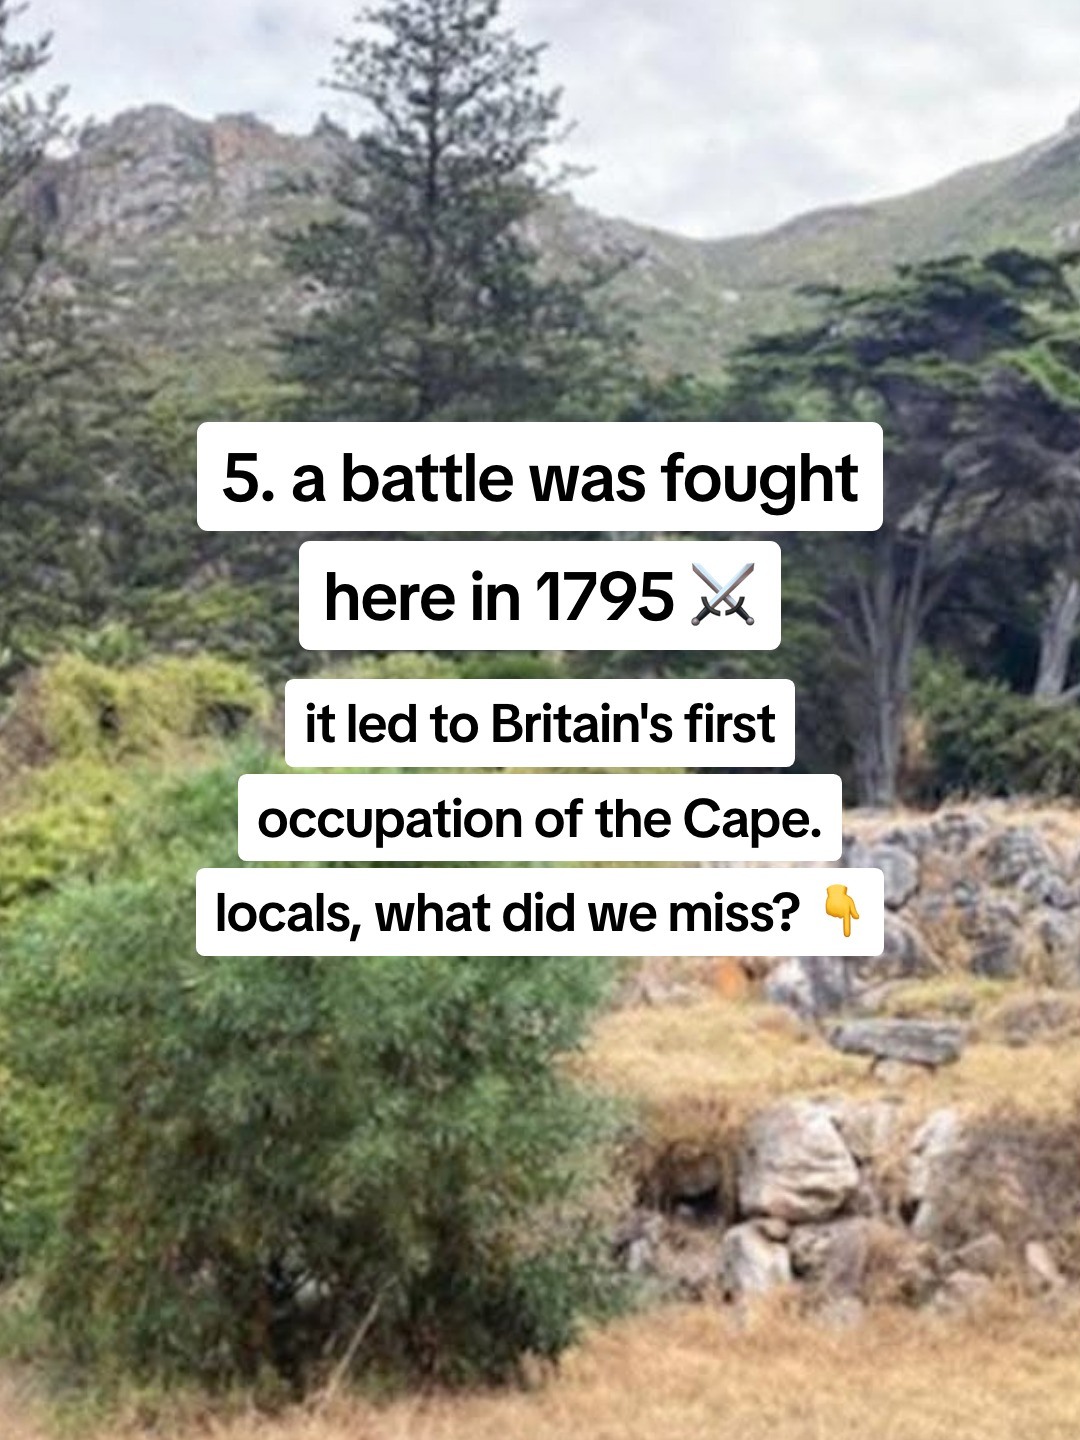 5. a battle was fought
here in 1795 ⚔️
it led to Britain's first
occupation of the Cape.
locals, what did we miss? 👇